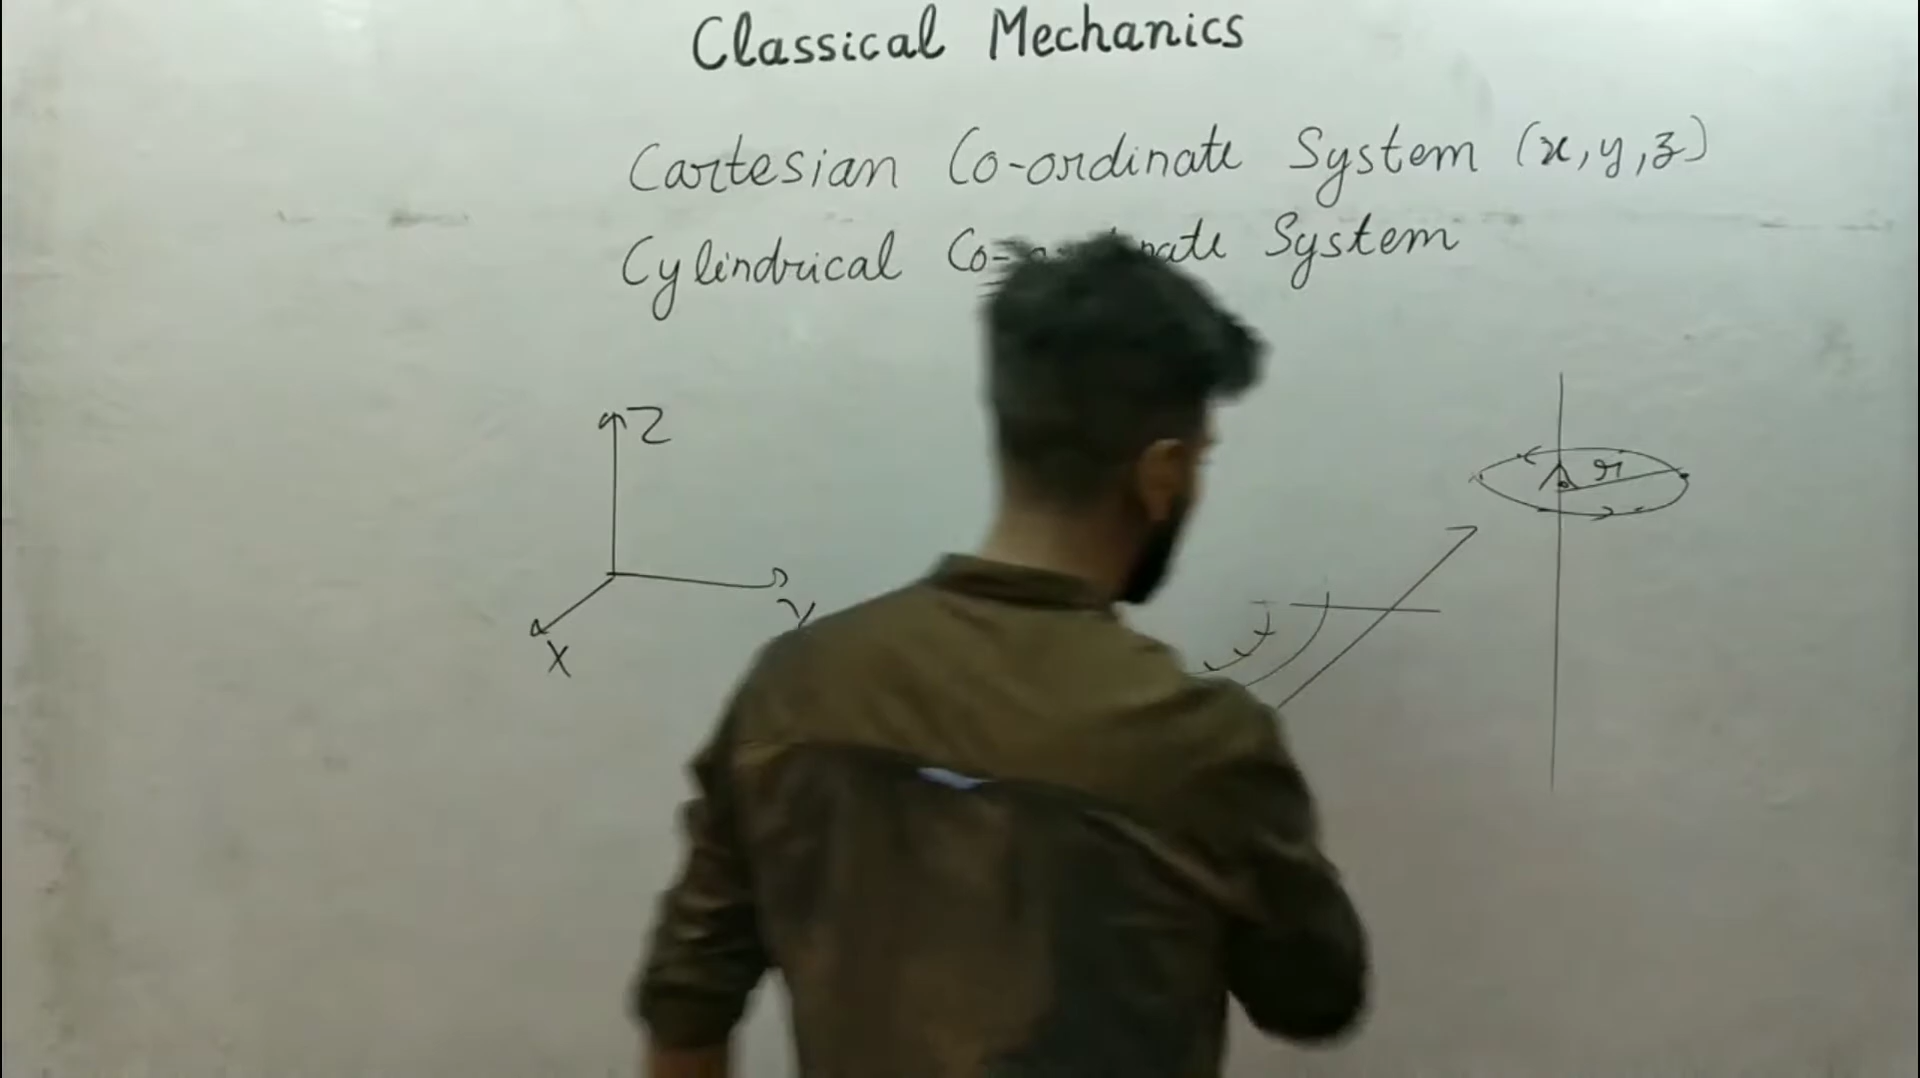 Classical Mechanics
Cartesian Co-ordinate System (x,y,z)
Cylindrical System
Z
r
Y
X